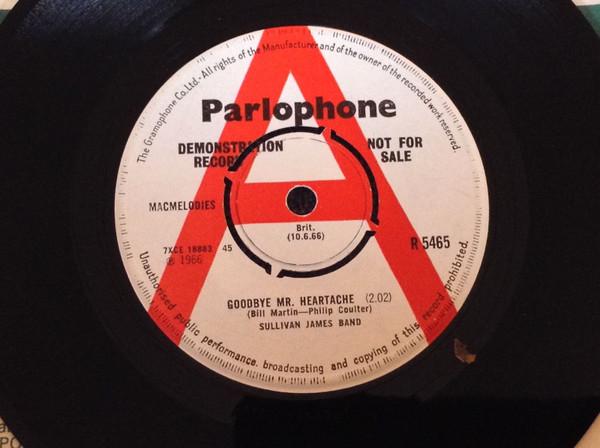 The Gramophone Co. Ltd. · All rights of the Manufacturer and of the owner of the recorded work reserved.
Parlophone
DEMONSTRATION
RECORD
NOT FOR
SALE
MACMELODIES
Brit.
(10.6.66)
7XCE 18883 45
℗ 1966
R 5465
GOODBYE MR. HEARTACHE (2.02)
(Bill Martin—Philip Coulter)
SULLIVAN JAMES BAND
Unauthorised public performance, broadcasting and copying of this record prohibited.
A
PO